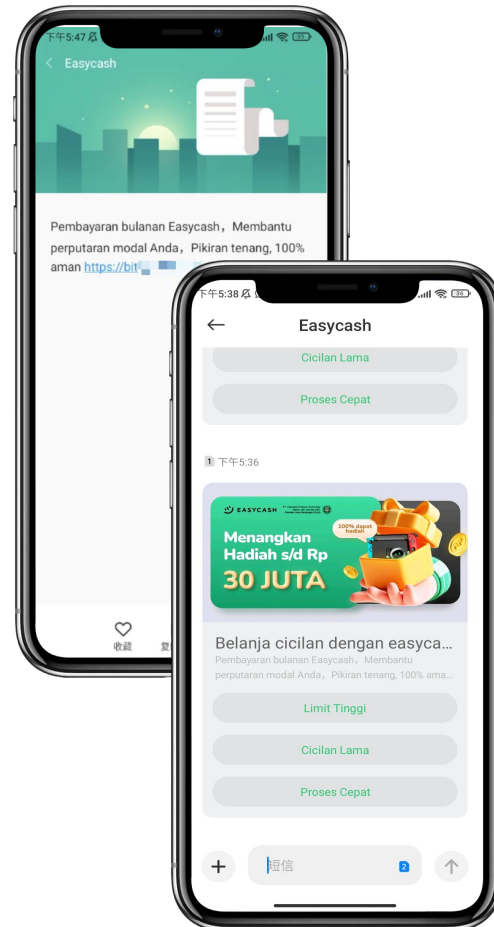 下午5:47
35
Easycash
Pembayaran bulanan Easycash，Membantu
perputaran modal Anda，Pikiran tenang, 100%
aman https://bit
收藏
下午5:38
36
Easycash
Cicilan Lama
Proses Cepat
1 下午5:36
EASYCASH
Menangkan
Hadiah s/d Rp
30 JUTA
100% dapat
hadiah
Belanja cicilan dengan easyca...
Pembayaran bulanan Easycash，Membantu
perputaran modal Anda，Pikiran tenang, 100% ama...
Limit Tinggi
Cicilan Lama
Proses Cepat
短信
2